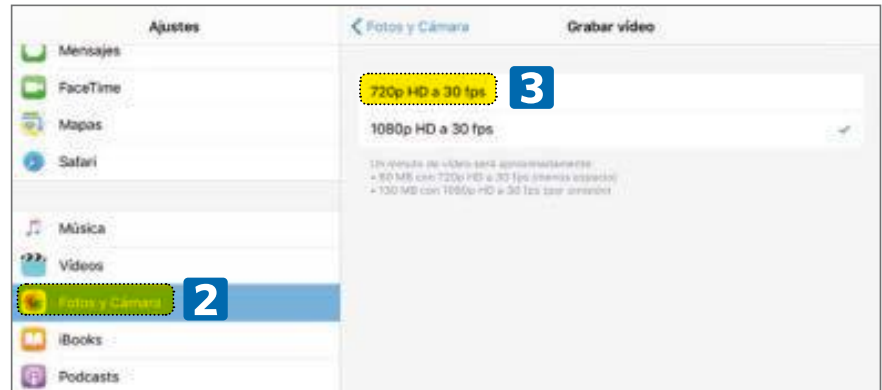 Ajustes
Mensajes
FaceTime
Mapas
Safari
Música
Vídeos
Fotos y Cámara
2
iBooks
Podcasts
Fotos y Cámara
Grabar vídeo
720p HD a 30 fps
3
1080p HD a 30 fps
Un minuto de vídeo será aproximadamente:
• 60 MB con 720p HD a 30 fps (menos espacio)
• 130 MB con 1080p HD a 30 fps (por omisión)